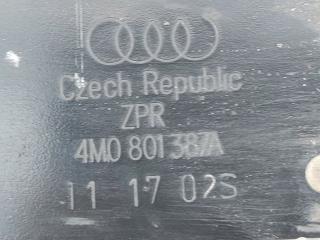 Czech Republic
ZPR
4M0 801 387A
11 17 02S